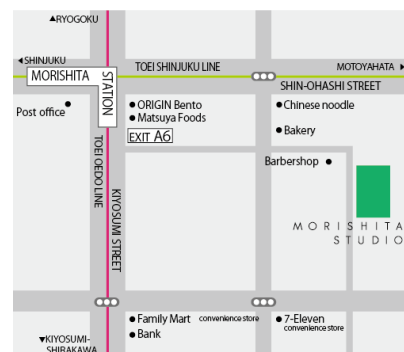 ▲RYOGOKU
◀SHINJUKU
TOEI SHINJUKU LINE
MOTOYAHATA ▶
MORISHITA
STATION
SHIN-OHASHI STREET
Post office ●
● ORIGIN Bento
● Matsuya Foods
EXIT A6
● Chinese noodle
● Bakery
Barbershop ●
TOEI OEDO LINE
KIYOSUMI STREET
MORISHITA
STUDIO
● Family Mart convenience store
● Bank
● 7-Eleven
convenience store
▼KIYOSUMI-
SHIRAKAWA